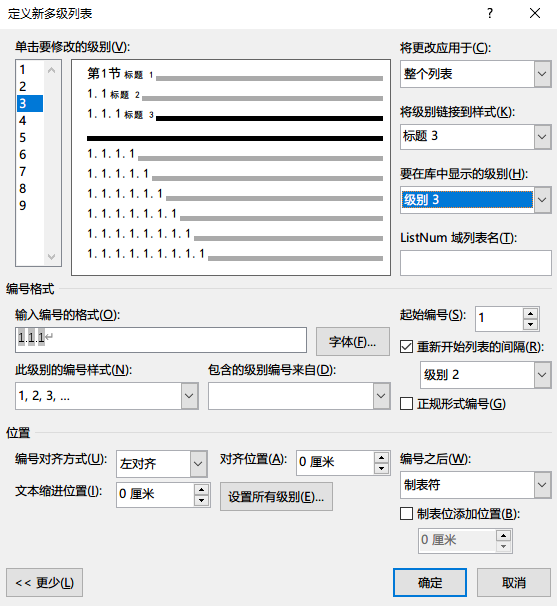 定义新多级列表 ?
单击要修改的级别(V):
1
2
3
4
5
6
7
8
9
第1节 标题 1
1.1 标题 2
1.1.1 标题 3
1.1.1.1
1.1.1.1.1
1.1.1.1.1.1
1.1.1.1.1.1.1
1.1.1.1.1.1.1.1
1.1.1.1.1.1.1.1.1
将更改应用于(C):
整个列表
将级别链接到样式(K):
标题 3
要在库中显示的级别(H):
级别 3
ListNum 域列表名(T):
编号格式
输入编号的格式(O):
1.1.1↵
字体(F)...
起始编号(S): 1
重新开始列表的间隔(R):
级别 2
此级别的编号样式(N):
1, 2, 3, ...
包含的级别编号来自(D):
正规形式编号(G)
位置
编号对齐方式(U): 左对齐 对齐位置(A): 0 厘米
文本缩进位置(I): 0 厘米 设置所有级别(E)...
编号之后(W):
制表符
制表位添加位置(B):
0 厘米
<< 更少(L) 确定 取消